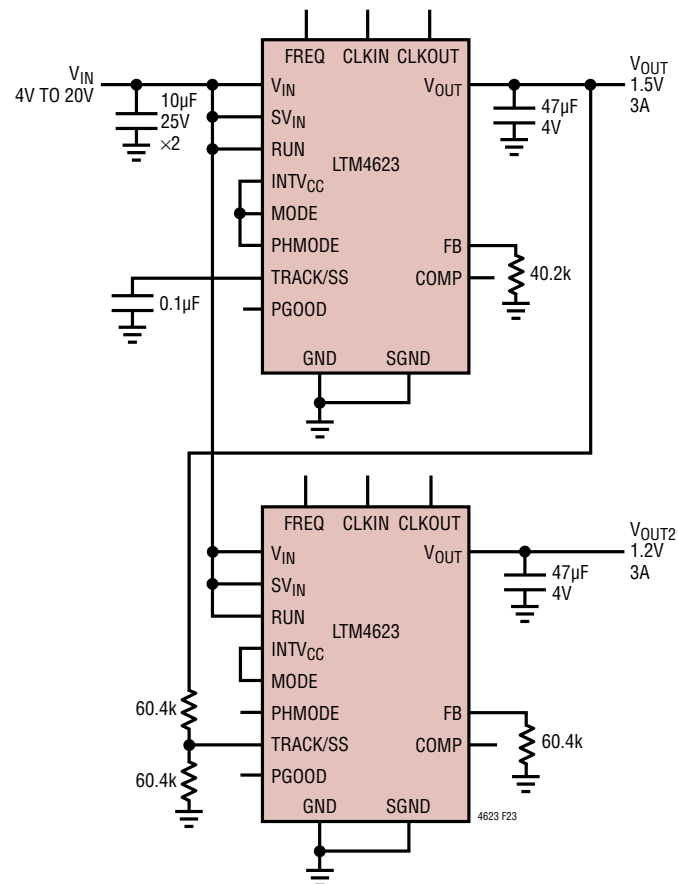 FREQ CLKIN CLKOUT
VIN
4V TO 20V
10µF
25V
×2
VIN
SVIN
RUN
INTVCC
MODE
PHMODE
TRACK/SS
PGOOD
LTM4623
VOUT
FB
COMP
GND SGND
0.1µF
47µF
4V
VOUT
1.5V
3A
40.2k
FREQ CLKIN CLKOUT
VIN
SVIN
RUN
INTVCC
MODE
PHMODE
TRACK/SS
PGOOD
LTM4623
VOUT
FB
COMP
GND SGND
47µF
4V
VOUT2
1.2V
3A
60.4k
60.4k
60.4k
4623 F23